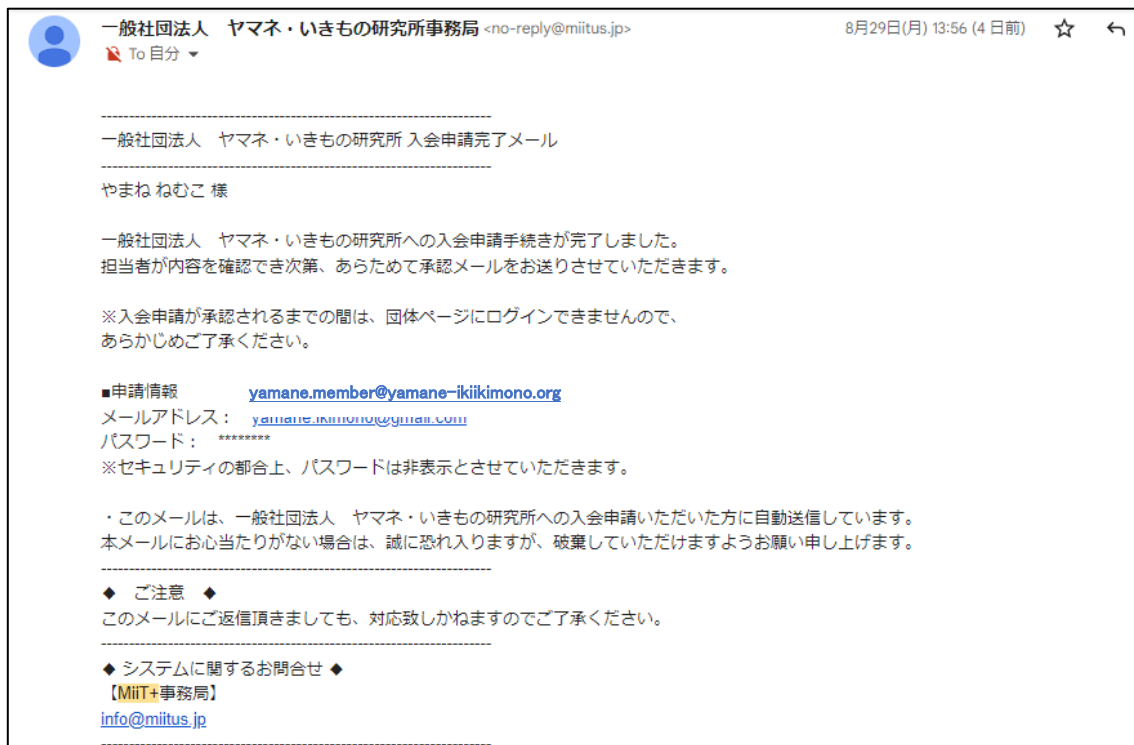 一般社団法人　ヤマネ・いきもの研究所事務局 <no-reply@miitus.jp> 8月29日(月) 13:56 (4 日前)
To 自分
----------------------------------------------------------------------
一般社団法人　ヤマネ・いきもの研究所 入会申請完了メール
----------------------------------------------------------------------
やまね ねむこ 様
一般社団法人　ヤマネ・いきもの研究所への入会申請手続きが完了しました。
担当者が内容を確認でき次第、あらためて承認メールをお送りさせていただきます。
※入会申請が承認されるまでの間は、団体ページにログインできませんので、
あらかじめご了承ください。
■申請情報 yamane.member@yamane-ikiikimono.org
メールアドレス： yamane.ikimono@gmail.com
パスワード： ********
※セキュリティの都合上、パスワードは非表示とさせていただきます。
・このメールは、一般社団法人　ヤマネ・いきもの研究所への入会申請いただいた方に自動送信しています。
本メールにお心当たりがない場合は、誠に恐れ入りますが、破棄していただけますようお願い申し上げます。
----------------------------------------------------------------------
◆　ご注意　◆
このメールにご返信頂きましても、対応致しかねますのでご了承ください。
----------------------------------------------------------------------
◆ システムに関するお問合せ ◆
【MiiT+事務局】
info@miitus.jp
----------------------------------------------------------------------